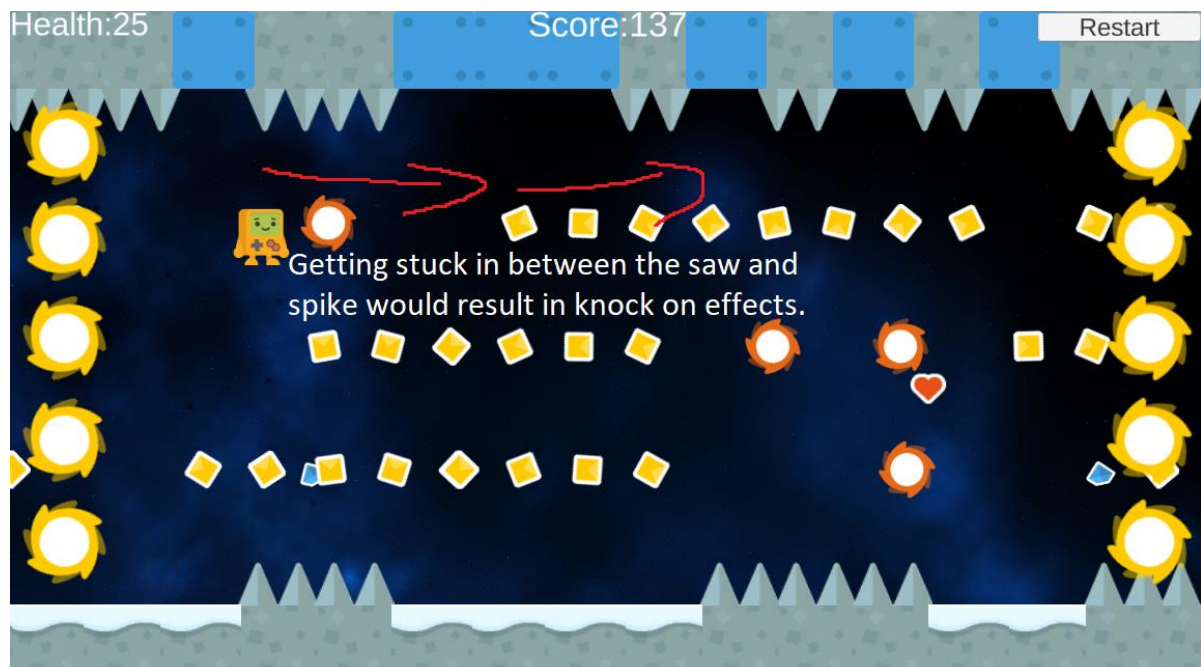 Health:25
Score:137
Restart
Getting stuck in between the saw and
spike would result in knock on effects.